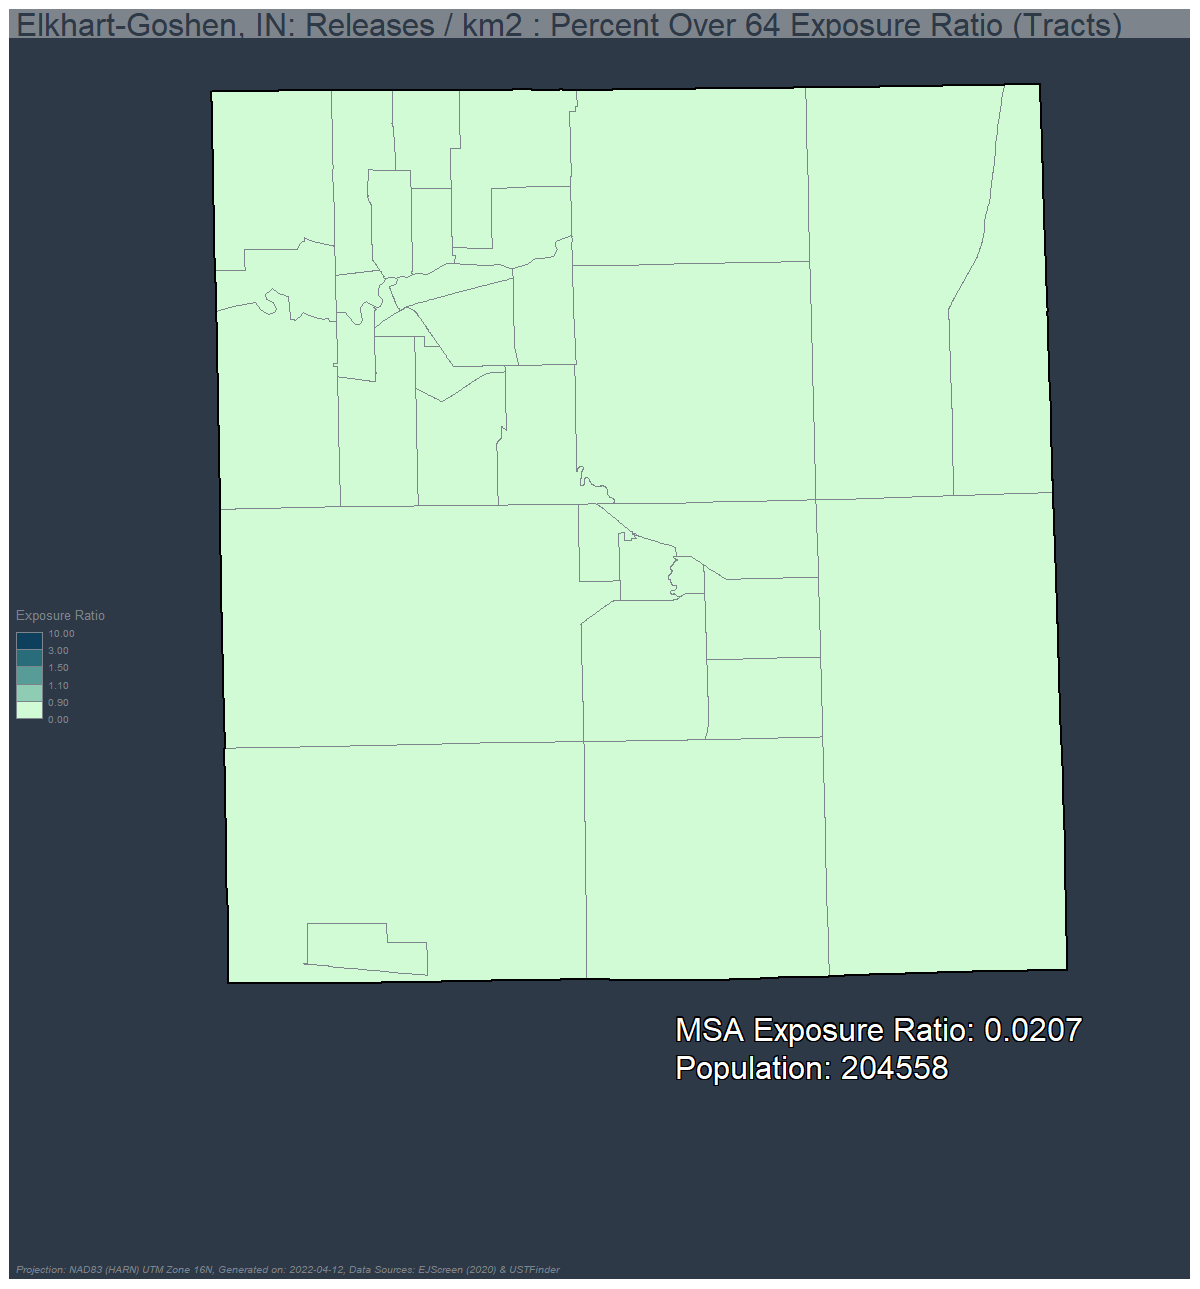 Elkhart-Goshen, IN: Releases / km2 : Percent Over 64 Exposure Ratio (Tracts)
Exposure Ratio
10.00
3.00
1.50
1.10
0.90
0.00
MSA Exposure Ratio: 0.0207
Population: 204558
Projection: NAD83 (HARN) UTM Zone 16N, Generated on: 2022-04-12, Data Sources: EJScreen (2020) & USTFinder